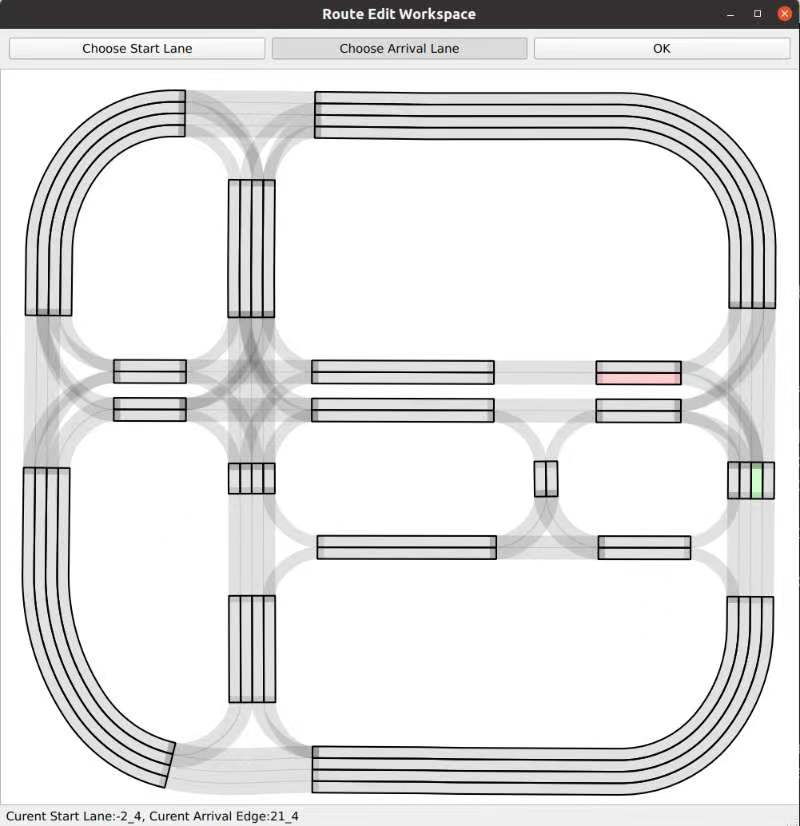 Route Edit Workspace
Choose Start Lane
Choose Arrival Lane
OK
Curent Start Lane:-2_4, Curent Arrival Edge:21_4